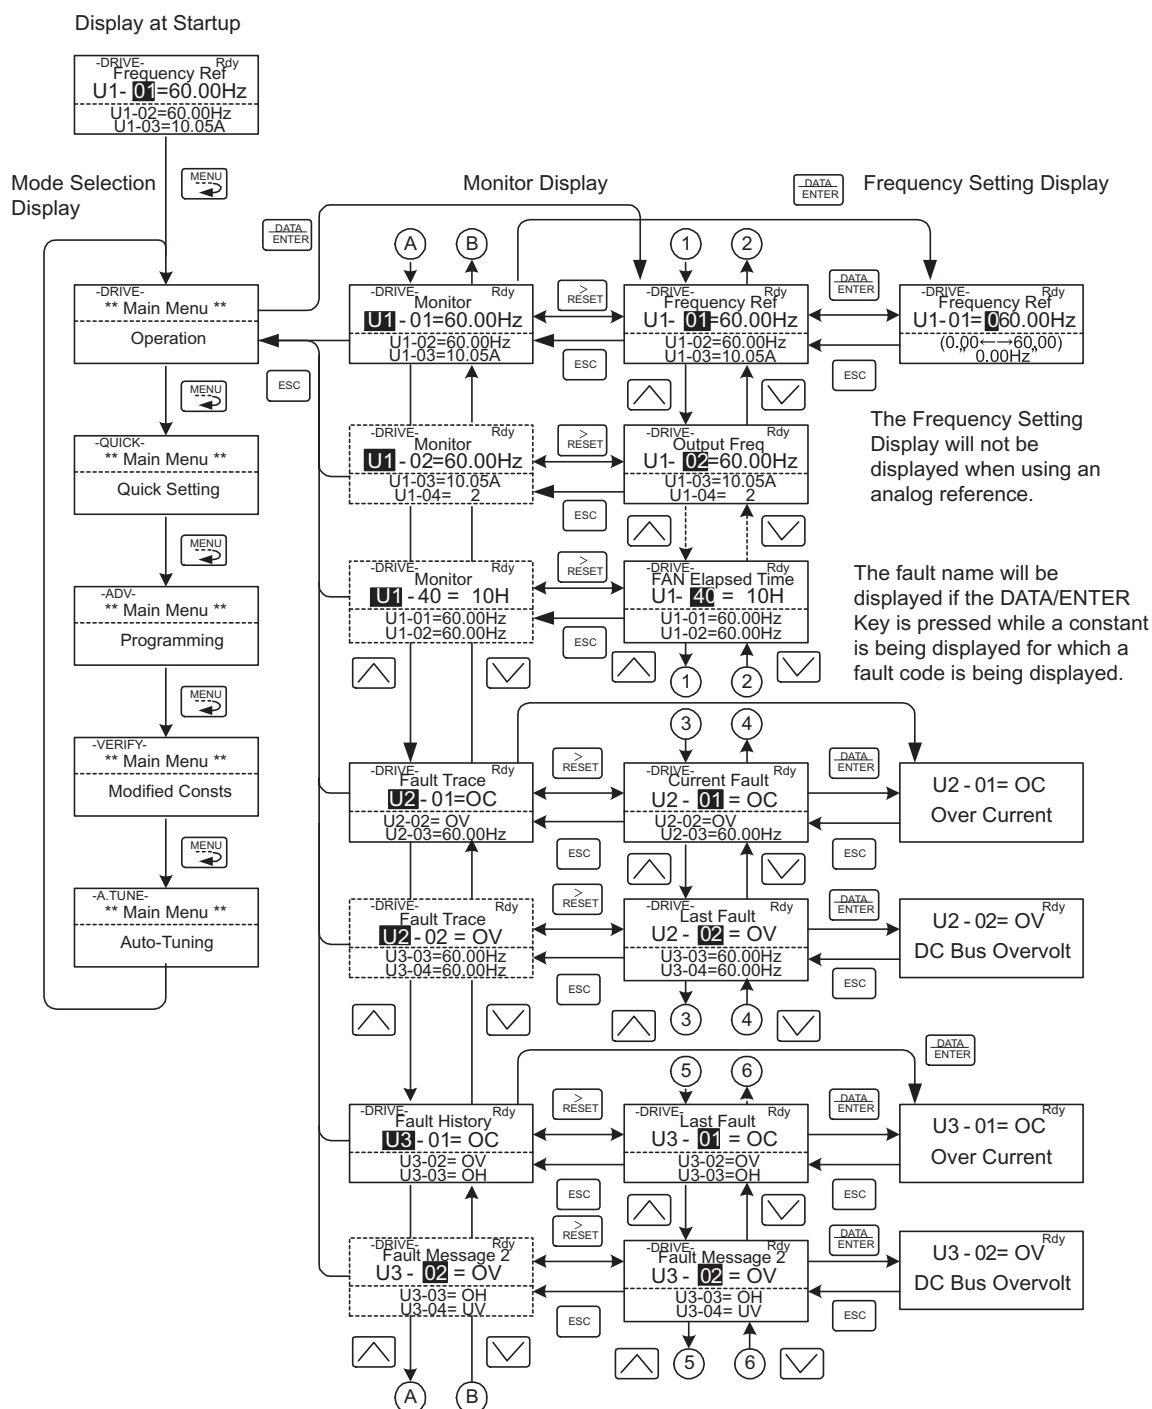 Display at Startup
-DRIVE- Rdy
Frequency Ref
U1- 01=60.00Hz
U1-02=60.00Hz
U1-03=10.05A
Mode Selection
Display
MENU
Monitor Display
DATA
ENTER
Frequency Setting Display
DATA
ENTER
A
B
1
2
-DRIVE-
** Main Menu **
Operation
-DRIVE- Rdy
Monitor
U1 - 01=60.00Hz
U1-02=60.00Hz
U1-03=10.05A
>
RESET
ESC
-DRIVE- Rdy
Frequency Ref
U1- 01=60.00Hz
U1-02=60.00Hz
U1-03=10.05A
DATA
ENTER
ESC
-DRIVE- Rdy
Frequency Ref
U1-01= 060.00Hz
(0.00←→60.00)
” 0.00Hz”
ESC
MENU
-QUICK-
** Main Menu **
Quick Setting
-DRIVE- Rdy
Monitor
U1 - 02=60.00Hz
U1-03=10.05A
U1-04= 2
>
RESET
ESC
-DRIVE- Rdy
Output Freq
U1- 02=60.00Hz
U1-03=10.05A
U1-04= 2
The Frequency Setting
Display will not be
displayed when using an
analog reference.
MENU
-ADV-
** Main Menu **
Programming
-DRIVE- Rdy
Monitor
U1 - 40 = 10H
U1-01=60.00Hz
U1-02=60.00Hz
>
RESET
ESC
-DRIVE- Rdy
FAN Elapsed Time
U1- 40 = 10H
U1-01=60.00Hz
U1-02=60.00Hz
1
2
The fault name will be
displayed if the DATA/ENTER
Key is pressed while a constant
is being displayed for which a
fault code is being displayed.
MENU
-VERIFY-
** Main Menu **
Modified Consts
3
4
-DRIVE- Rdy
Fault Trace
U2 - 01=OC
U2-02= OV
U2-03=60.00Hz
>
RESET
ESC
-DRIVE- Rdy
Current Fault
U2 - 01 = OC
U2-02=OV
U2-03=60.00Hz
DATA
ENTER
ESC
U2 - 01= OC
Over Current
MENU
-A.TUNE-
** Main Menu **
Auto-Tuning
-DRIVE- Rdy
Fault Trace
U2 - 02 = OV
U3-03=60.00Hz
U3-04=60.00Hz
>
RESET
ESC
-DRIVE- Rdy
Last Fault
U2 - 02 = OV
U3-03=60.00Hz
U3-04=60.00Hz
3
4
DATA
ENTER
ESC
Rdy
U2 - 02= OV
DC Bus Overvolt
5
6
DATA
ENTER
-DRIVE- Rdy
Fault History
U3 - 01= OC
U3-02= OV
U3-03= OH
>
RESET
ESC
-DRIVE- Rdy
Last Fault
U3 - 01 = OC
U3-02=OV
U3-03=OH
DATA
ENTER
ESC
Rdy
U3 - 01= OC
Over Current
-DRIVE- Rdy
Fault Message 2
U3 - 02 = OV
U3-03= OH
U3-04= UV
>
RESET
ESC
-DRIVE- Rdy
Fault Message 2
U3 - 02 = OV
U3-03= OH
U3-04= UV
DATA
ENTER
ESC
Rdy
U3 - 02= OV
DC Bus Overvolt
A
B
5
6